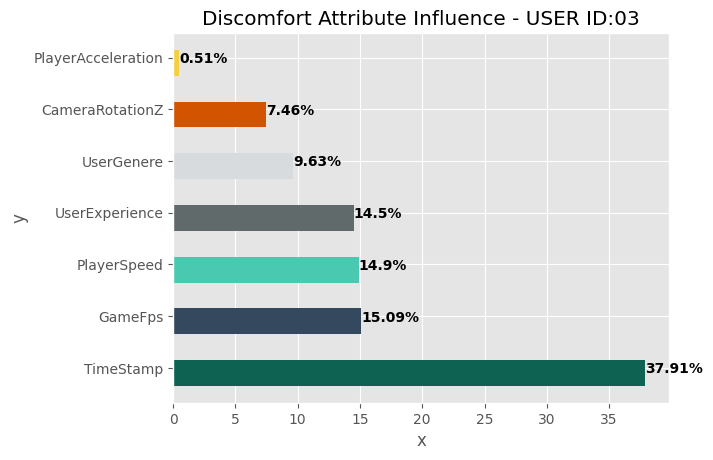 Discomfort Attribute Influence - USER ID:03
PlayerAcceleration 0.51%
CameraRotationZ 7.46%
UserGenere 9.63%
UserExperience 14.5%
PlayerSpeed 14.9%
GameFps 15.09%
TimeStamp 37.91%
y
0 5 10 15 20 25 30 35
x